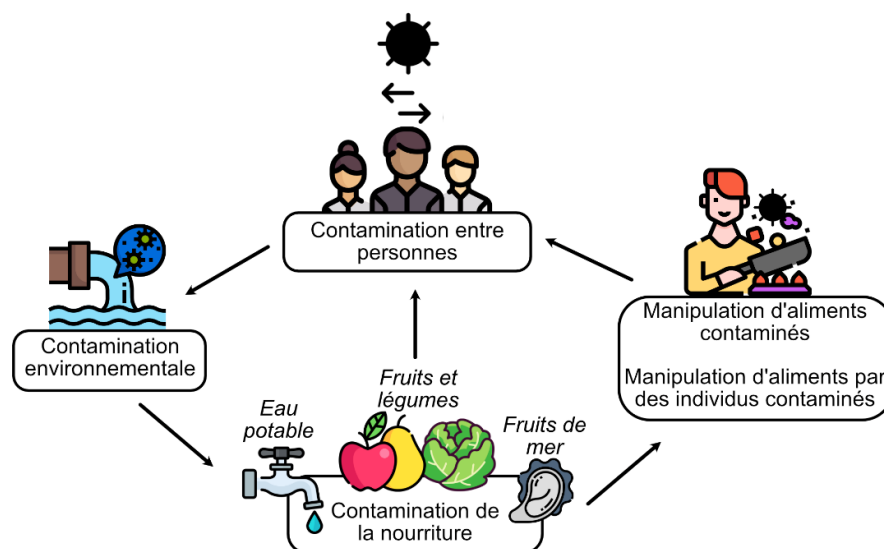 Contamination entre
personnes
Contamination
environnementale
Manipulation d'aliments
contaminés
Manipulation d'aliments par
des individus contaminés
Eau
potable
Fruits et
légumes
Fruits de
mer
Contamination de
la nourriture